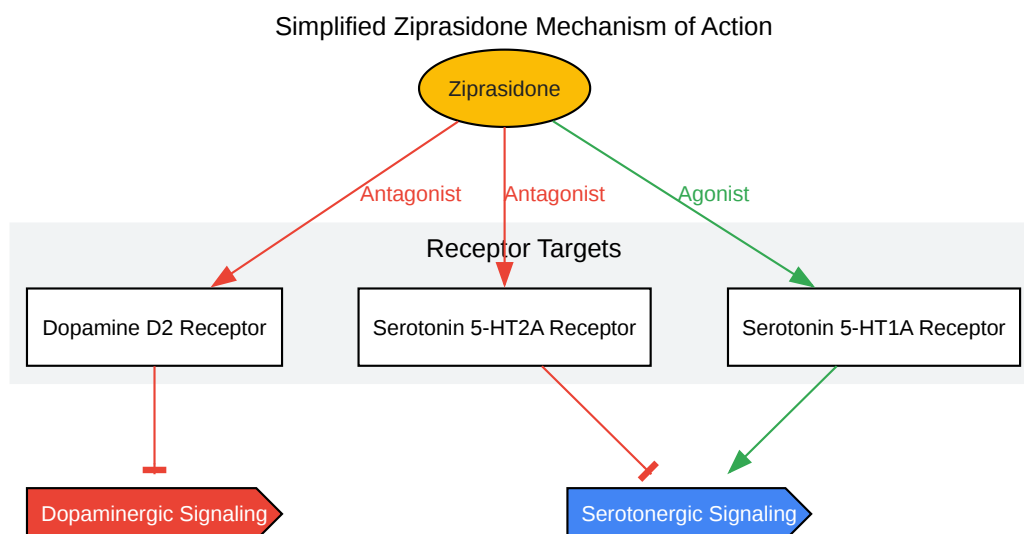 Simplified Ziprasidone Mechanism of Action
Ziprasidone
Antagonist
Antagonist
Agonist
Receptor Targets
Dopamine D2 Receptor
Serotonin 5-HT2A Receptor
Serotonin 5-HT1A Receptor
Dopaminergic Signaling
Serotonergic Signaling